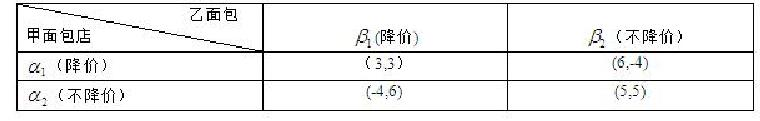 乙面包
甲面包店
β₁(降价)
β₂（不降价）
α₁（降价）
（3,3）
(6,-4)
α₂（不降价）
(-4,6)
(5,5)